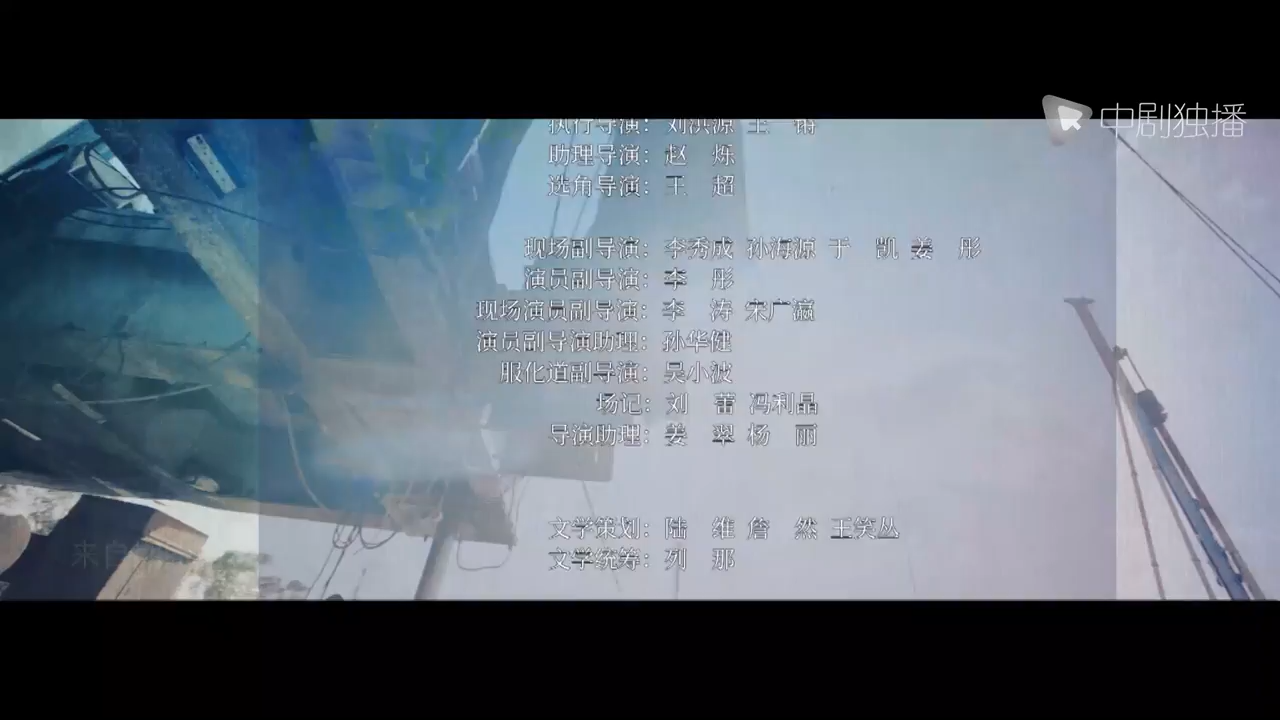 中剧独播
执行导演：刘洪源 王
助理导演：赵 烁
选角导演：王 超
现场副导演：李秀成 孙海源 于 凯 姜 彤
演员副导演：李 彤
现场演员副导演：李 涛 宋广瀛
演员副导演助理：孙华健
服化道副导演：吴小波
场记：刘 蕾 冯利晶
导演助理：姜 翠 杨 丽
文学策划：陆 维 詹 然 王笑丛
文学统筹：列 那
来自